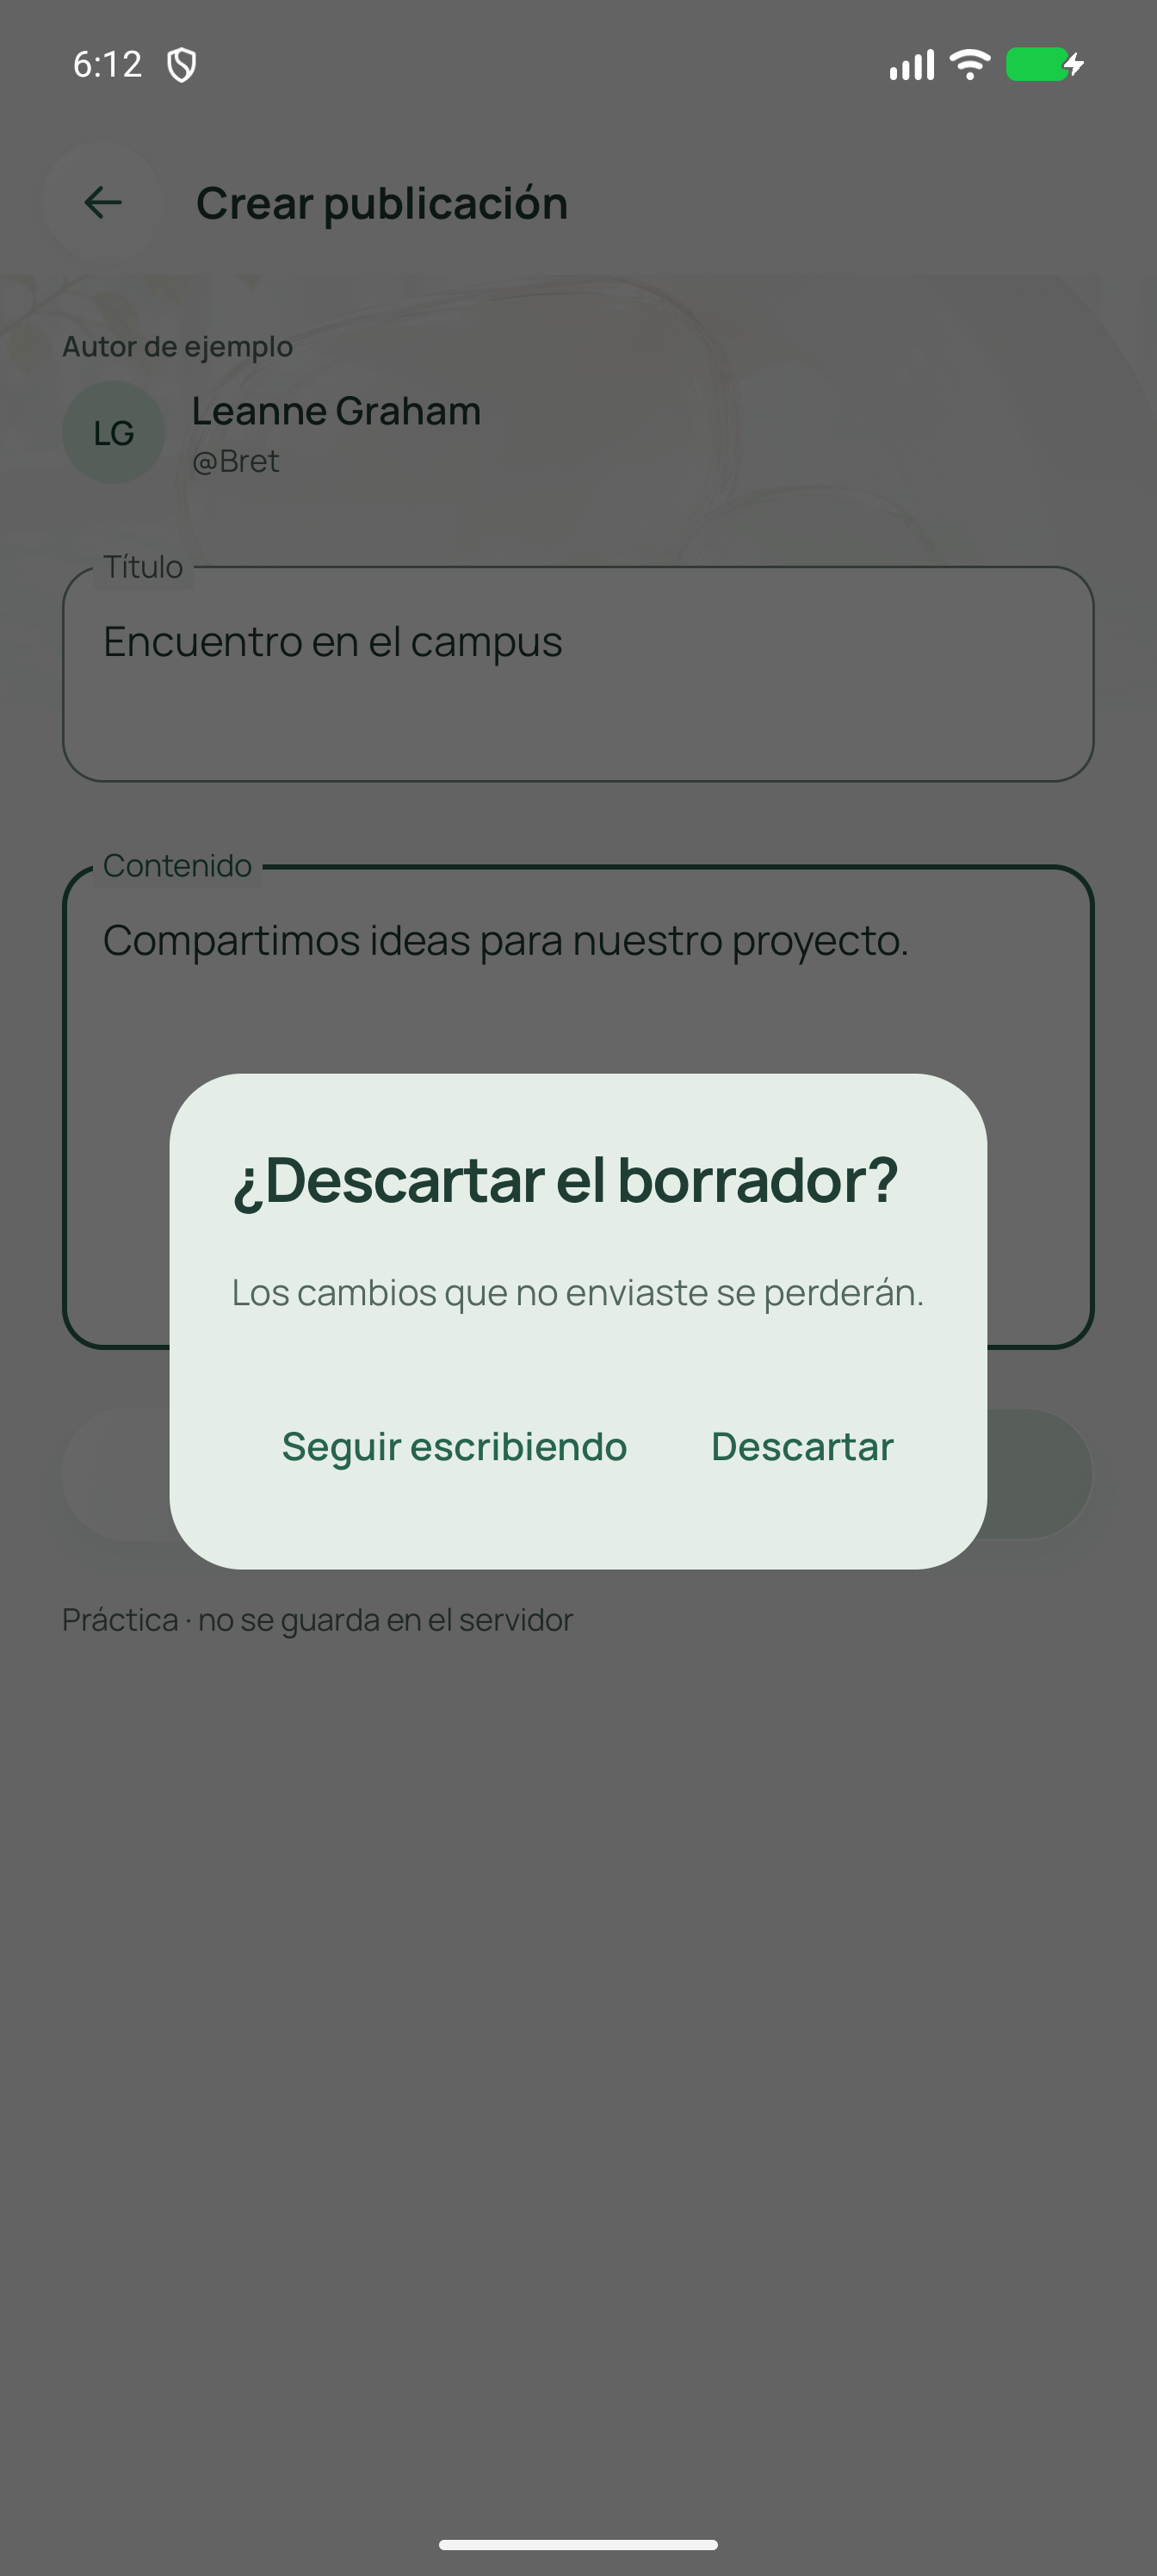 6:12
Crear publicación
Autor de ejemplo
LG
Leanne Graham
@Bret
Título
Encuentro en el campus
Contenido
Compartimos ideas para nuestro proyecto.
¿Descartar el borrador?
Los cambios que no enviaste se perderán.
Seguir escribiendo
Descartar
Práctica · no se guarda en el servidor